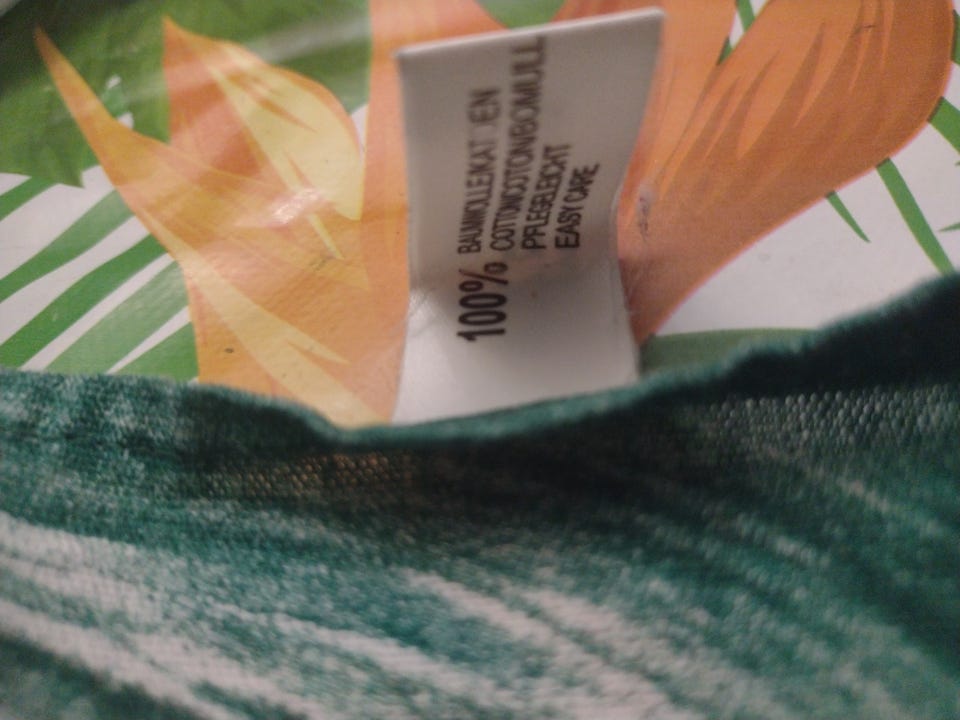 100% BAUMWOLLE/KATOEN
COTTON/COTON/BOMULL
PFLEGELEICHT
EASY CARE